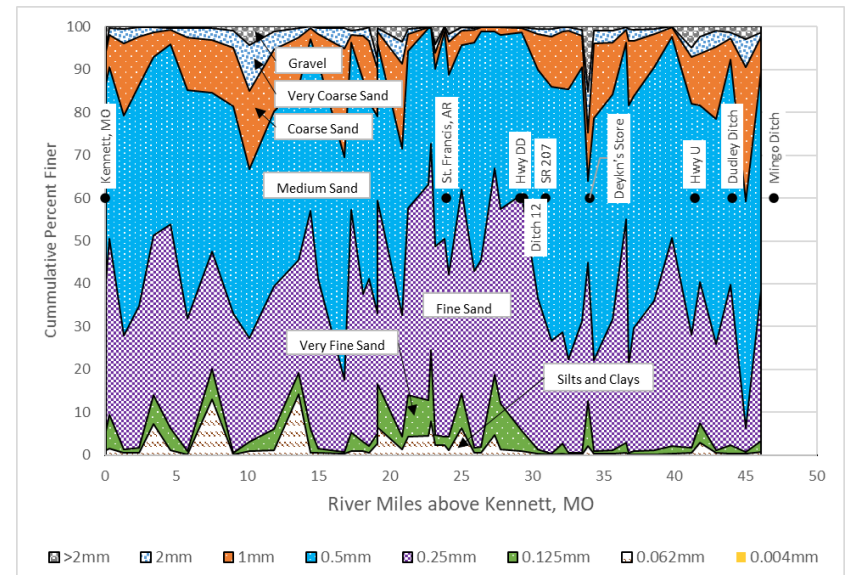 100
90
80
70
60
50
40
30
20
10
0
Cummulative Percent Finer
Gravel
Very Coarse Sand
Coarse Sand
Medium Sand
Fine Sand
Very Fine Sand
Silts and Clays
Kennett, MO
St. Francis, AR
Hwy DD
Ditch 12
SR 207
Deykn's Store
Hwy U
Dudley Ditch
Mingo Ditch
0 5 10 15 20 25 30 35 40 45 50
River Miles above Kennett, MO
>2mm 2mm 1mm 0.5mm 0.25mm 0.125mm 0.062mm 0.004mm